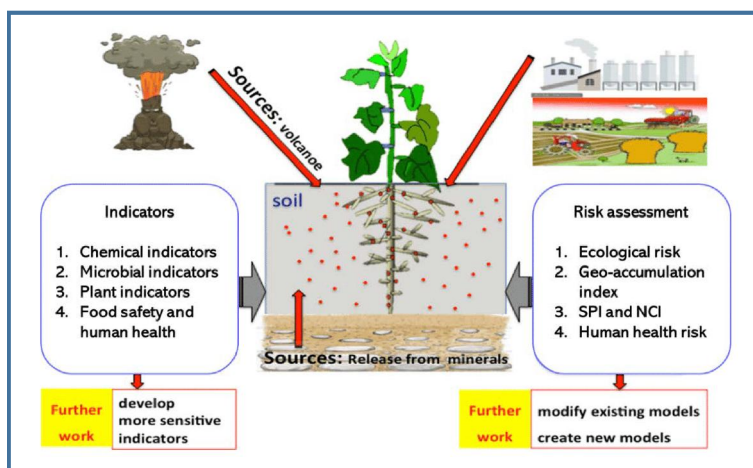 Sources: volcanoe
soil
Indicators
1. Chemical indicators
2. Microbial indicators
3. Plant indicators
4. Food safety and
human health
Risk assessment
1. Ecological risk
2. Geo-accumulation
index
3. SPI and NCI
4. Human health risk
Sources: Release from minerals
Further
work
develop
more sensitive
indicators
Further
work
modify existing models
create new models